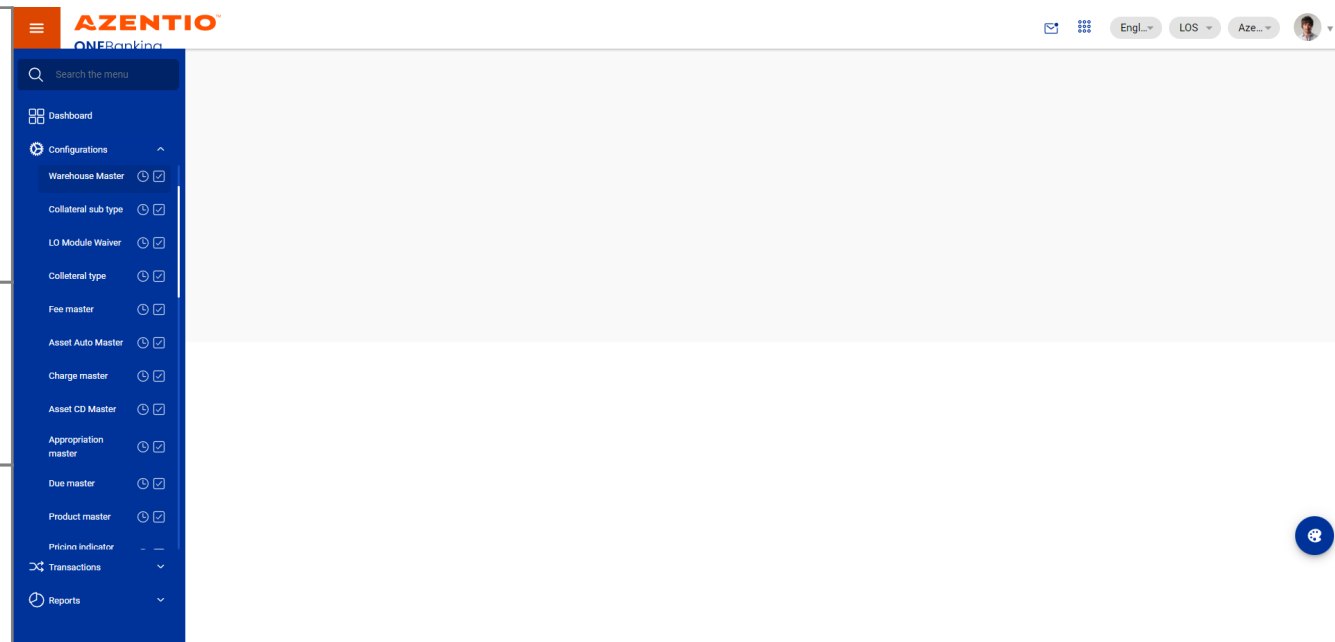 AZENTIO™
ONEBanking
Engl...
LOS
Aze...
Search the menu
Dashboard
Configurations
Warehouse Master
Collateral sub type
LO Module Waiver
Colleteral type
Fee master
Asset Auto Master
Charge master
Asset CD Master
Appropriation
master
Due master
Product master
Pricing indicator
Transactions
Reports